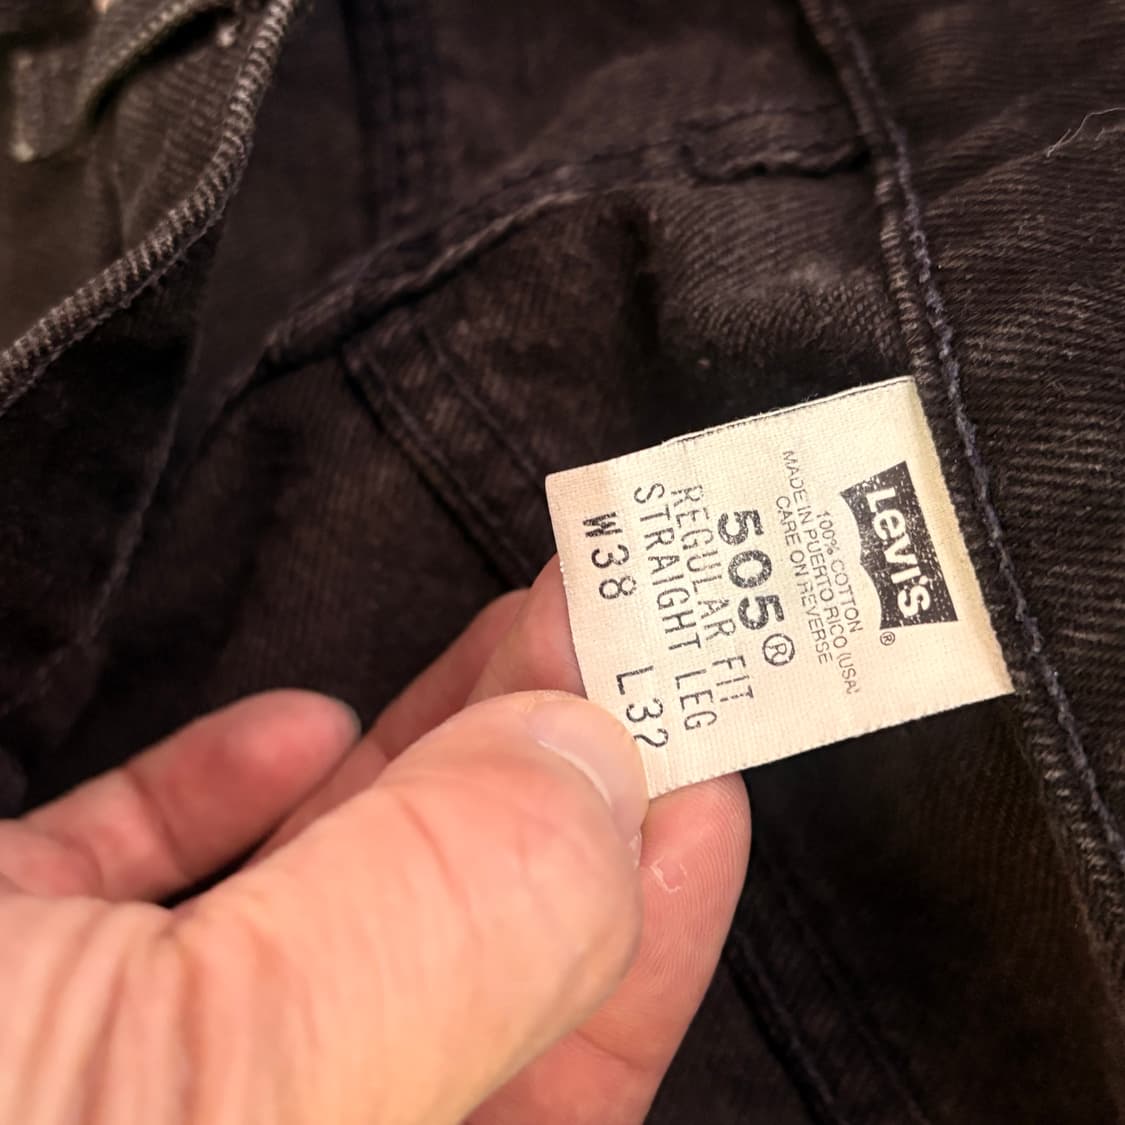 Levi's®
100% COTTON
MADE IN PUERTO RICO (USA)
CARE ON REVERSE
505®
REGULAR FIT
STRAIGHT LEG
W38 L32